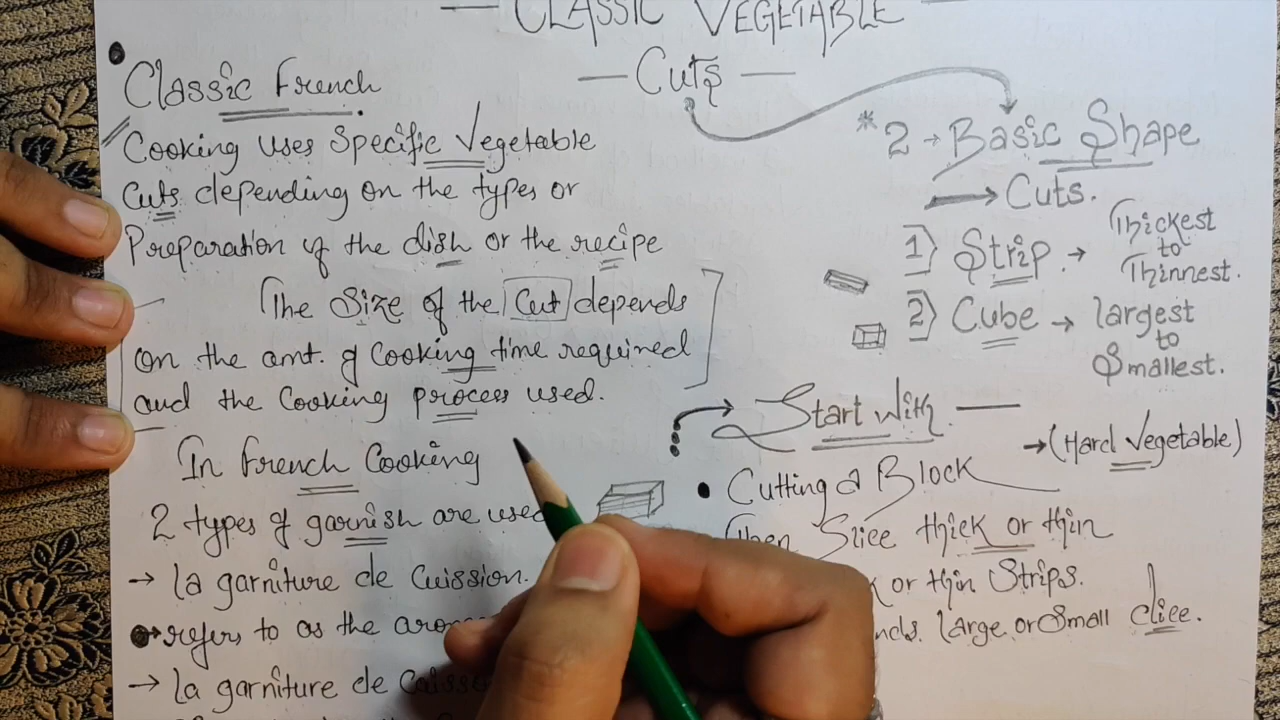 CLASSIC VEGETABLE
Cuts
Classic French
Cooking uses specific Vegetable
Cuts depending on the types or
Preparation of the dish or the recipe
The Size of the Cut depends
on the amt. of Cooking time required
and the Cooking process used.
In French Cooking
2 types of garnish are used
→ la garniture de Cuission.
→ refers to as the
→ la garniture de
* 2 → Basic Shape
→ Cuts.
1) Strip. → Thickest
to
Thinnest.
2) Cube → largest
to
Smallest.
Start with
→ (Hard Vegetable)
• Cutting a Block
Then Slice thick or thin
or thin Strips.
large or Small dice.